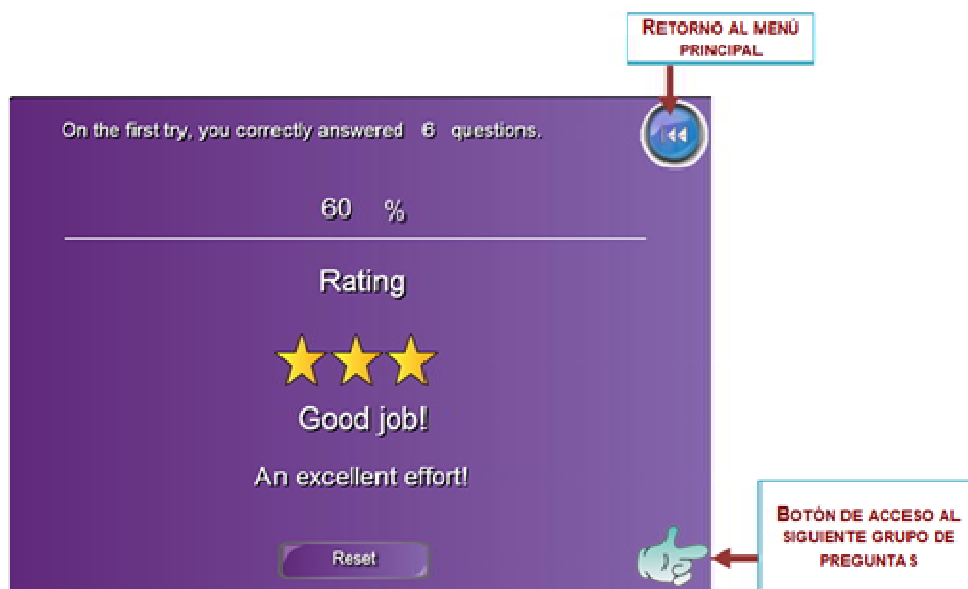 RETORNO AL MENÚ
PRINCIPAL
On the first try, you correctly answered 6 questions.
60 %
Rating
Good job!
An excellent effort!
Reset
BOTÓN DE ACCESO AL
SIGUIENTE GRUPO DE
PREGUNTAS